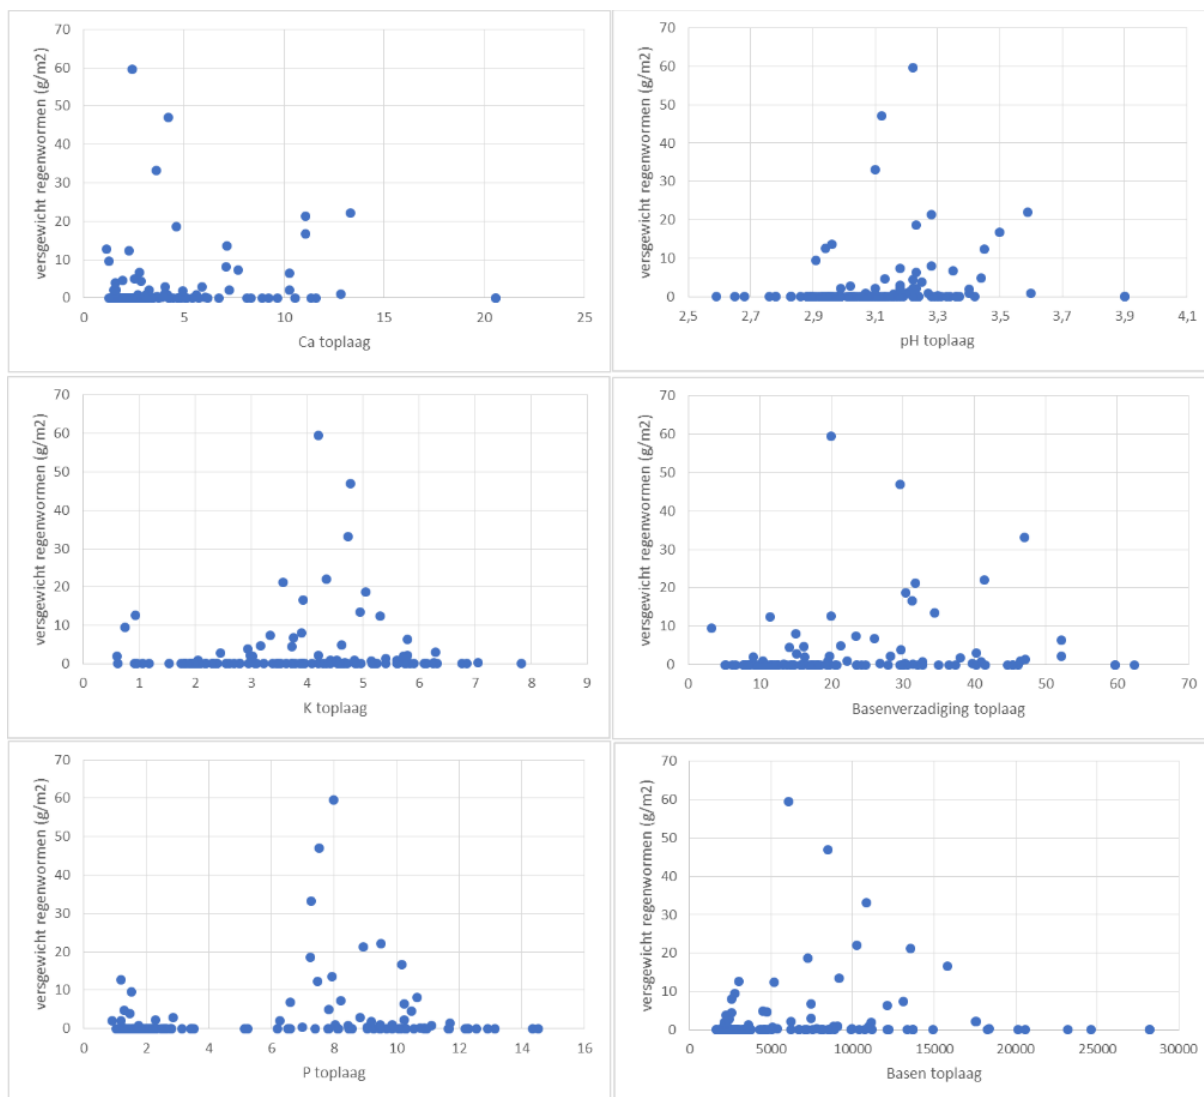 versgewicht regenwormen (g/m2)
70
60
50
40
30
20
10
0
0 5 10 15 20 25
Ca toplaag
versgewicht regenwormen (g/m2)
70
60
50
40
30
20
10
0
2,5 2,7 2,9 3,1 3,3 3,5 3,7 3,9 4,1
pH toplaag
versgewicht regenwormen (g/m2)
70
60
50
40
30
20
10
0
0 1 2 3 4 5 6 7 8 9
K toplaag
versgewicht regenwormen (g/m2)
70
60
50
40
30
20
10
0
0 10 20 30 40 50 60 70
Basenverzadiging toplaag
versgewicht regenwormen (g/m2)
70
60
50
40
30
20
10
0
0 2 4 6 8 10 12 14 16
P toplaag
versgewicht regenwormen (g/m2)
70
60
50
40
30
20
10
0
0 5000 10000 15000 20000 25000 30000
Basen toplaag